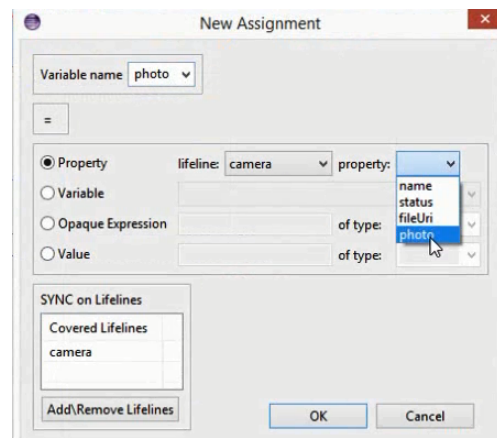 New Assignment
Variable name photo
=
Property lifeline: camera property:
name
status
fileUri
photo
Variable
Opaque Expression of type:
Value of type:
SYNC on Lifelines
Covered Lifelines
camera
Add\Remove Lifelines
OK Cancel